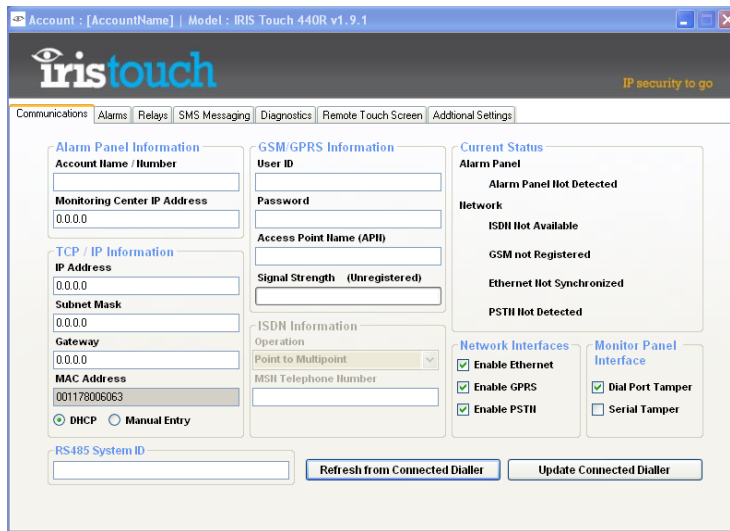 Account : [AccountName] | Model : IRIS Touch 440R v1.9.1
iristouch
IP security to go
Communications Alarms Relays SMS Messaging Diagnostics Remote Touch Screen Addtional Settings
Alarm Panel Information
Account Name / Number
Monitoring Center IP Address
0.0.0.0
TCP / IP Information
IP Address
0.0.0.0
Subnet Mask
0.0.0.0
Gateway
0.0.0.0
MAC Address
001178006063
DHCP Manual Entry
RS485 System ID
GSM/GPRS Information
User ID
Password
Access Point Name (APN)
Signal Strength (Unregistered)
ISDN Information
Operation
Point to Multipoint
MSN Telephone Number
Current Status
Alarm Panel
Alarm Panel Not Detected
Network
ISDN Not Available
GSM not Registered
Ethernet Not Synchronized
PSTN Not Detected
Network Interfaces
Enable Ethernet
Enable GPRS
Enable PSTN
Monitor Panel
Interface
Dial Port Tamper
Serial Tamper
Refresh from Connected Dialler
Update Connected Dialler